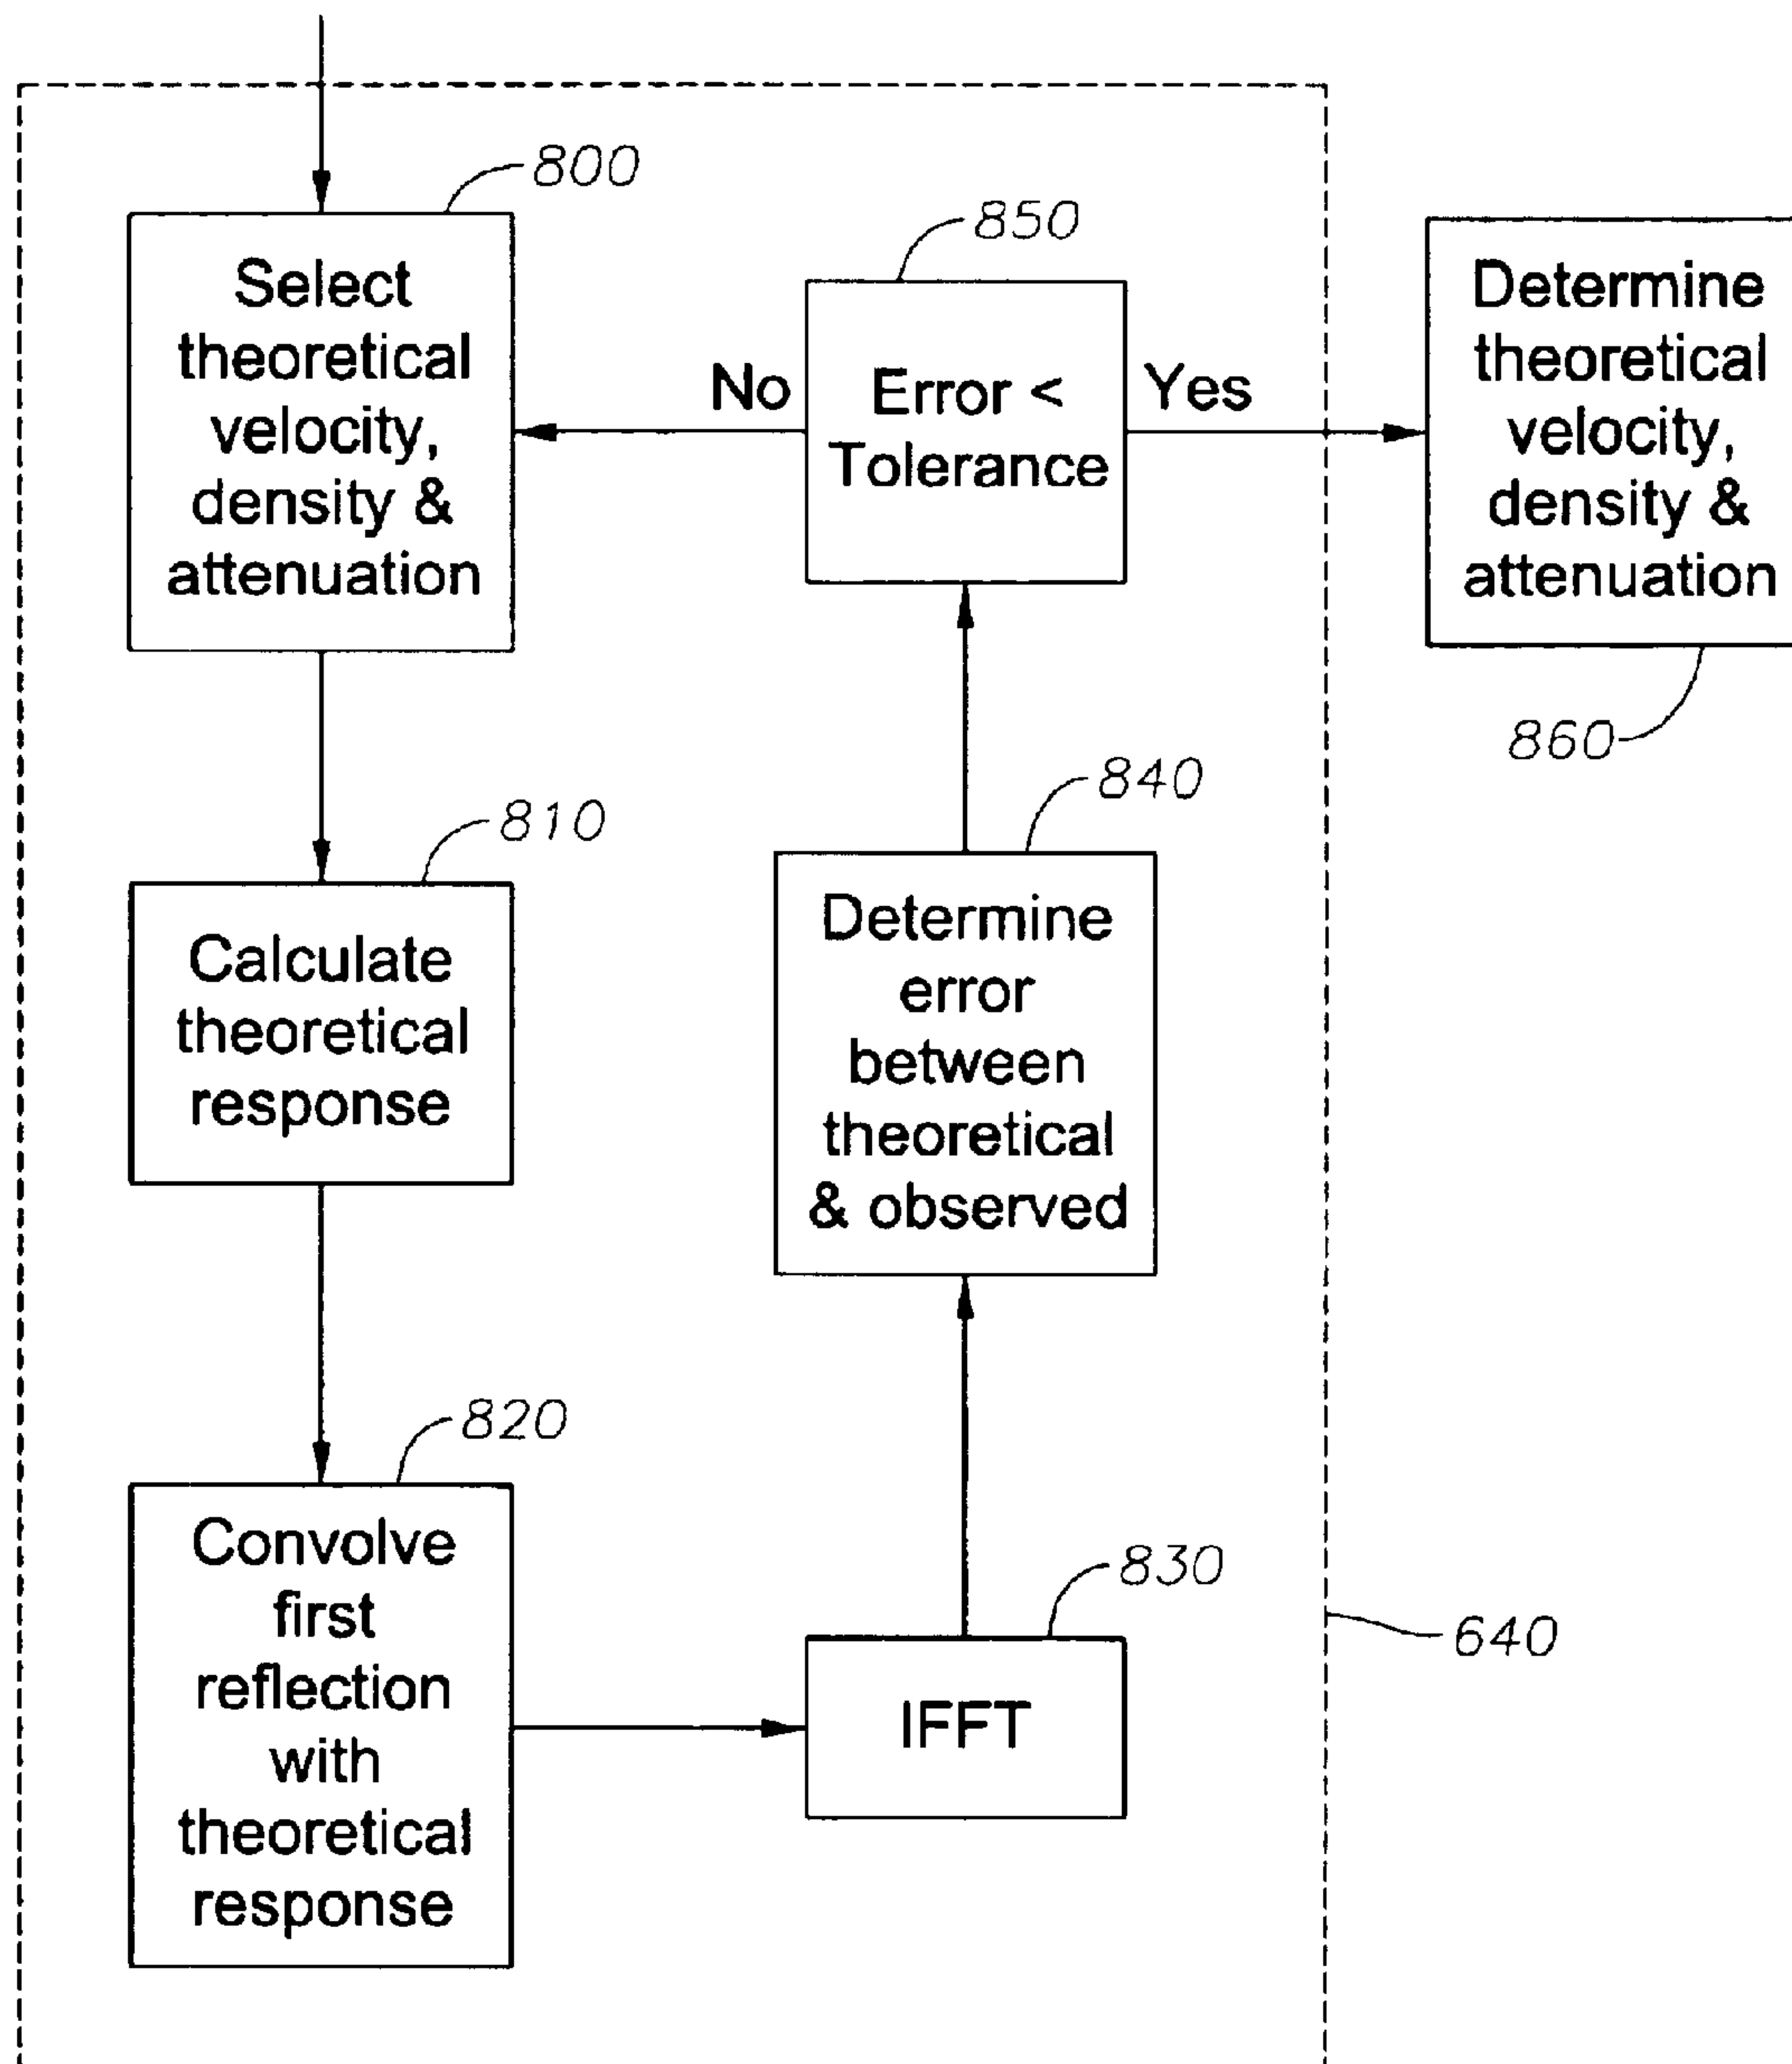 800
Select
theoretical
velocity,
density &
attenuation
810
Calculate
theoretical
response
820
Convolve
first
reflection
with
theoretical
response
830
IFFT
840
Determine
error
between
theoretical
& observed
850
Error <
Tolerance
No
Yes
Determine
theoretical
velocity,
density &
attenuation
860
640